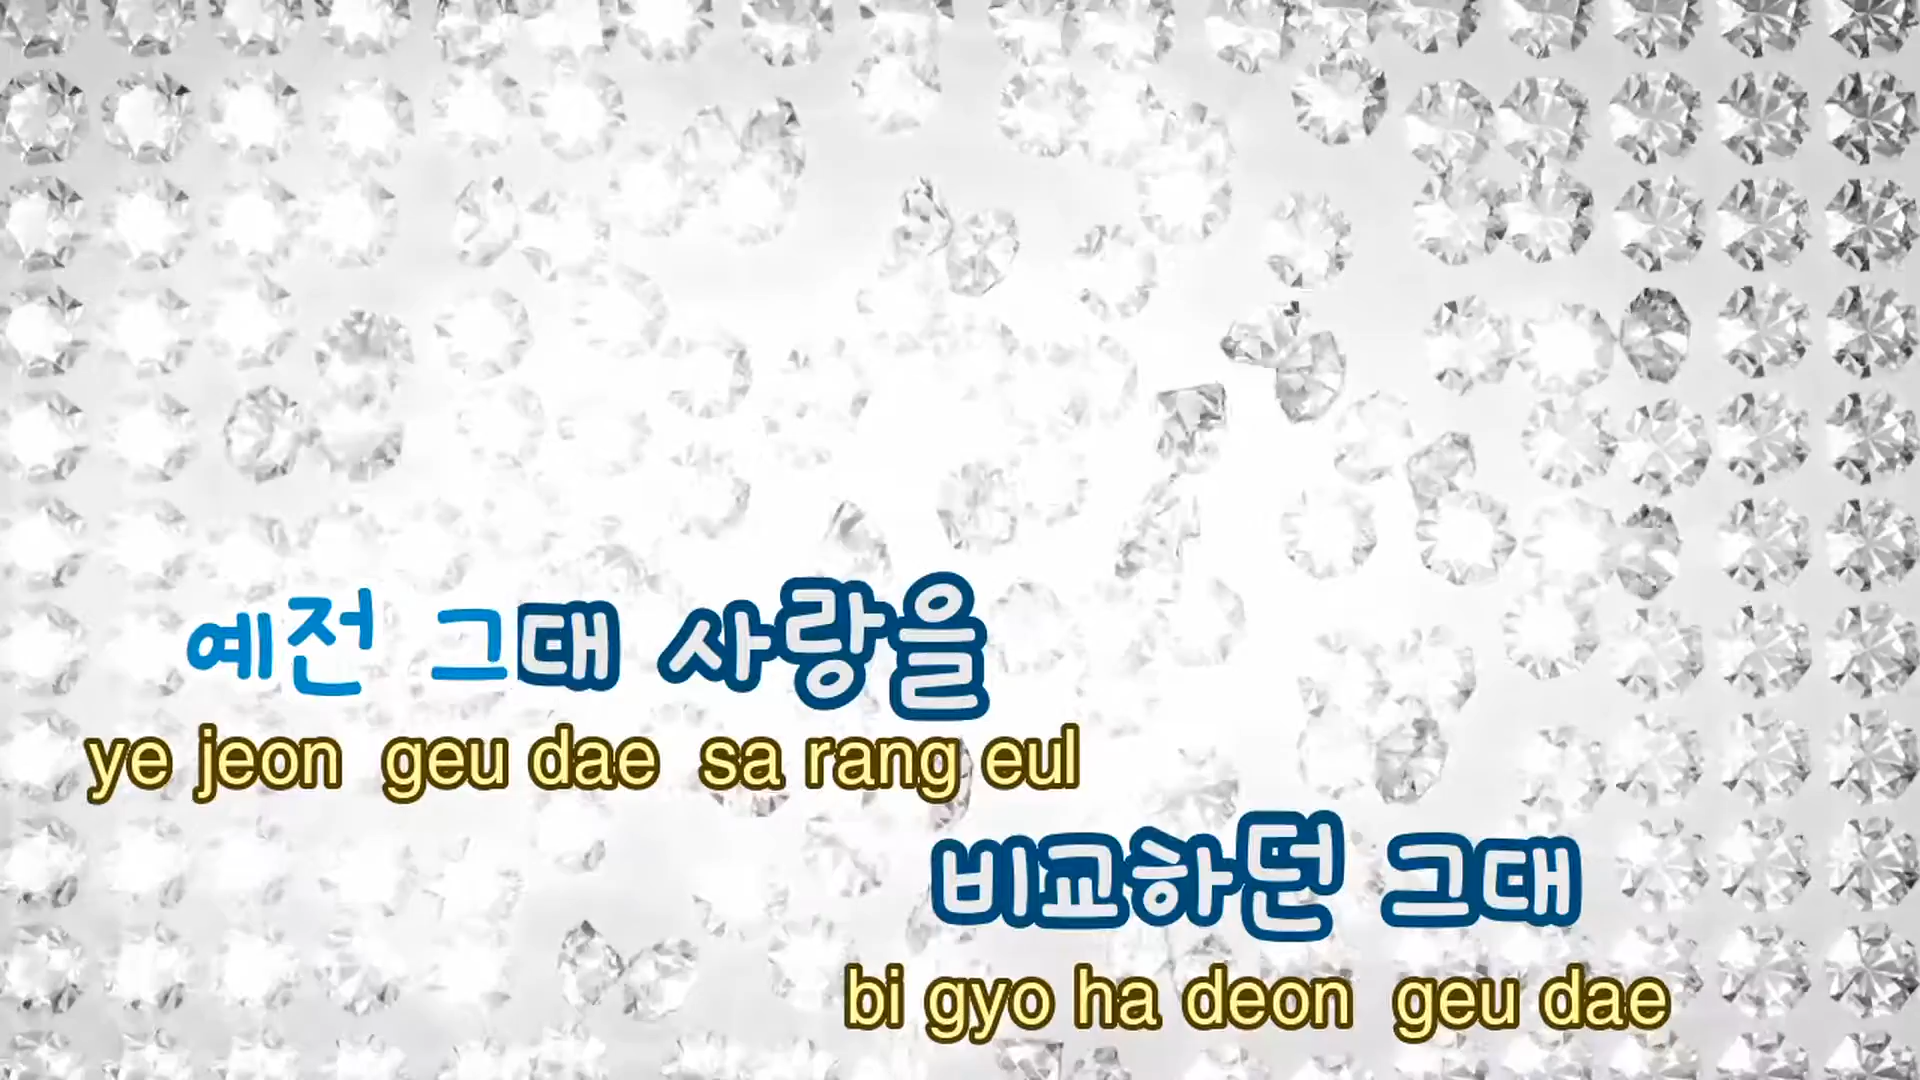 예전 그대 사랑을
ye jeon geu dae sa rang eul
비교하던 그대
bi gyo ha deon geu dae